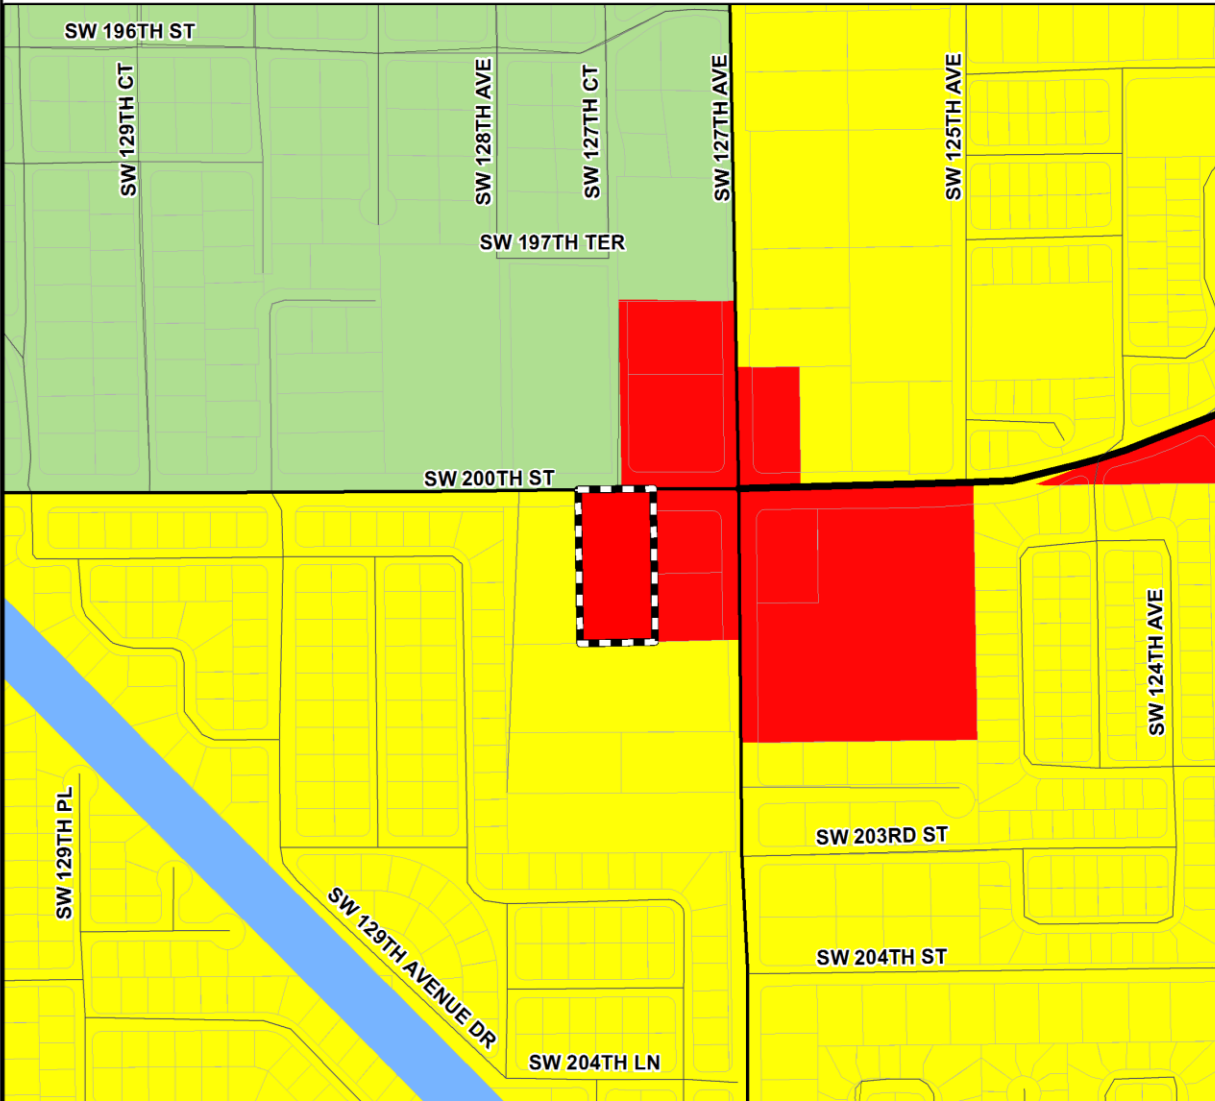 SW 196TH ST
SW 129TH CT
SW 128TH AVE
SW 127TH CT
SW 127TH AVE
SW 125TH AVE
SW 197TH TER
SW 200TH ST
SW 124TH AVE
SW 129TH PL
SW 203RD ST
SW 129TH AVENUE DR
SW 204TH ST
SW 204TH LN